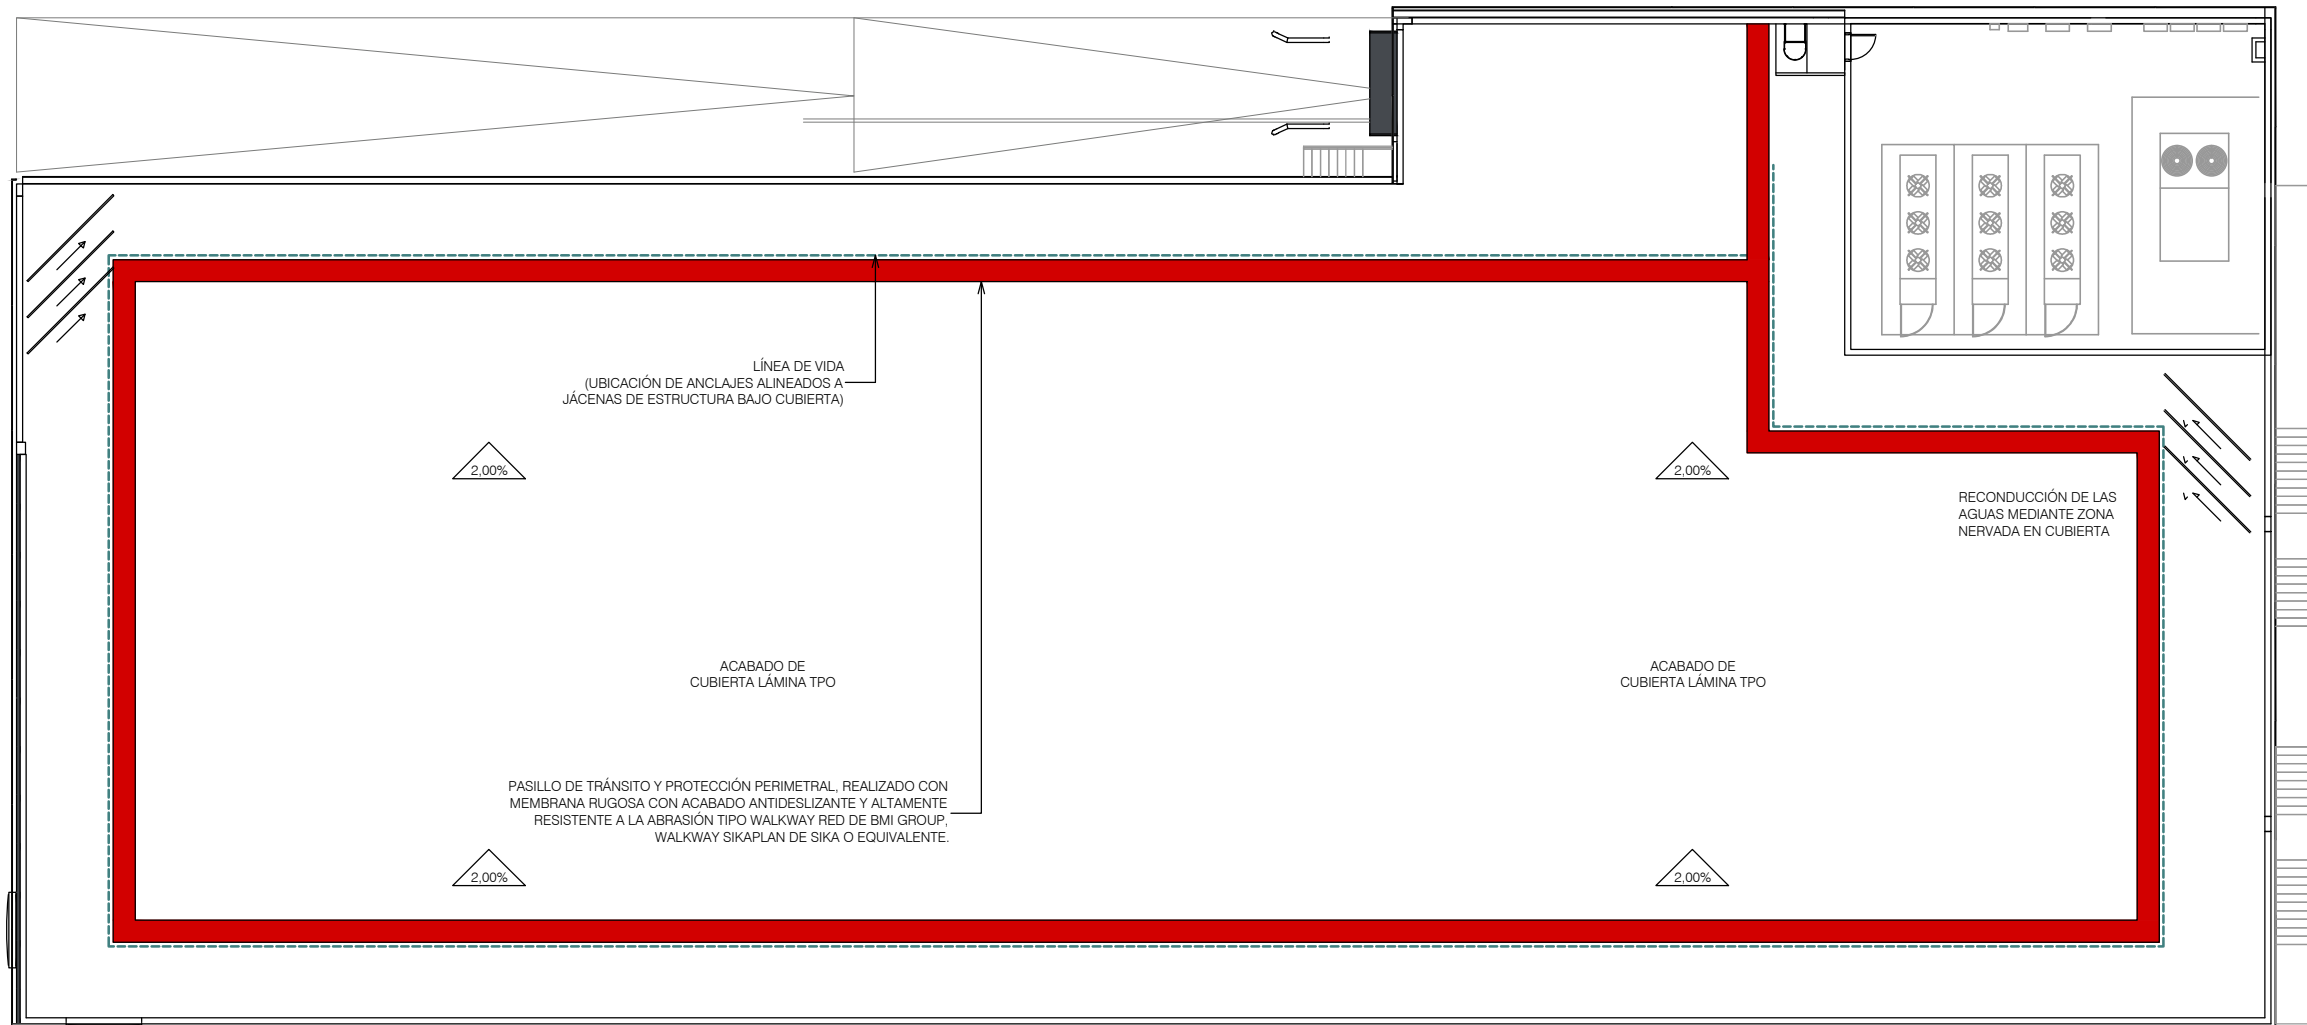 LÍNEA DE VIDA
(UBICACIÓN DE ANCLAJES ALINEADOS A
JÁCENAS DE ESTRUCTURA BAJO CUBIERTA)
2,00%
2,00%
RECONDUCCIÓN DE LAS
AGUAS MEDIANTE ZONA
NERVADA EN CUBIERTA
ACABADO DE
CUBIERTA LÁMINA TPO
ACABADO DE
CUBIERTA LÁMINA TPO
PASILLO DE TRÁNSITO Y PROTECCIÓN PERIMETRAL, REALIZADO CON
MEMBRANA RUGOSA CON ACABADO ANTIDESLIZANTE Y ALTAMENTE
RESISTENTE A LA ABRASIÓN TIPO WALKWAY RED DE BMI GROUP,
WALKWAY SIKAPLAN DE SIKA O EQUIVALENTE.
2,00%
2,00%